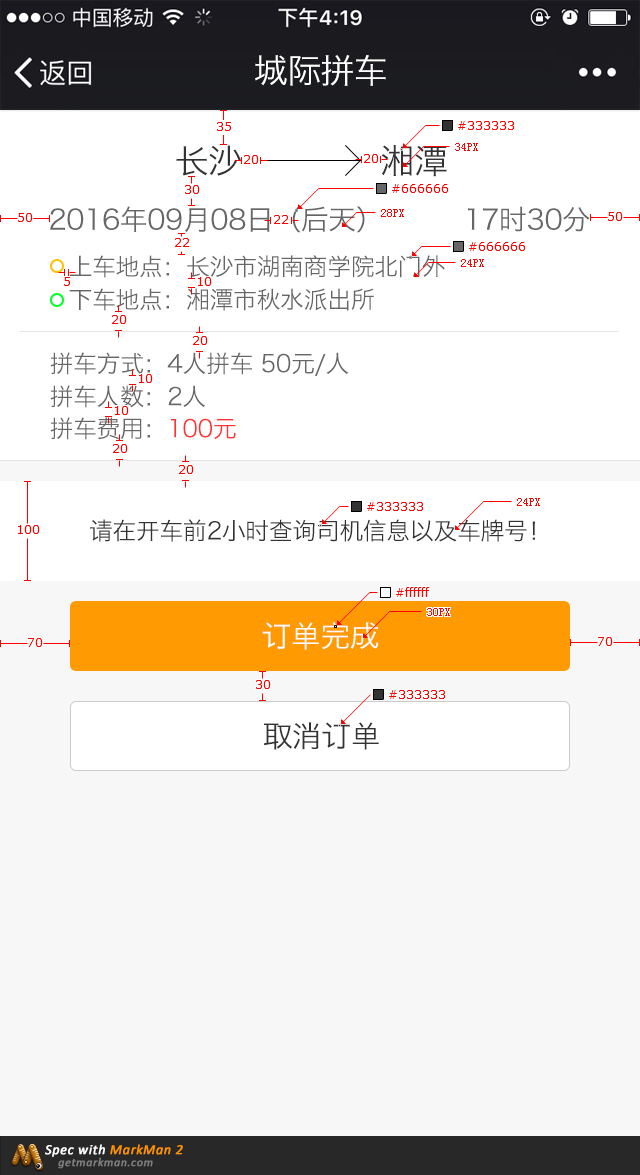 中国移动 下午4:19
返回 城际拼车
35 #333333
34PX
长沙 20 20 湘潭
30 #666666
50 2016年09月08日 22 （后天） 28PX 17时30分 50
22 #666666
上车地点：长沙市湖南商学院北门外 24PX
5 10
下车地点：湘潭市秋水派出所
20
20
拼车方式：4人拼车 50元/人
10
拼车人数：2人
10
拼车费用：100元
20
20
24PX
#333333
100 请在开车前2小时查询司机信息以及车牌号！
#ffffff
30PX
70 订单完成 70
30
#333333
取消订单
Spec with MarkMan 2
getmarkman.com